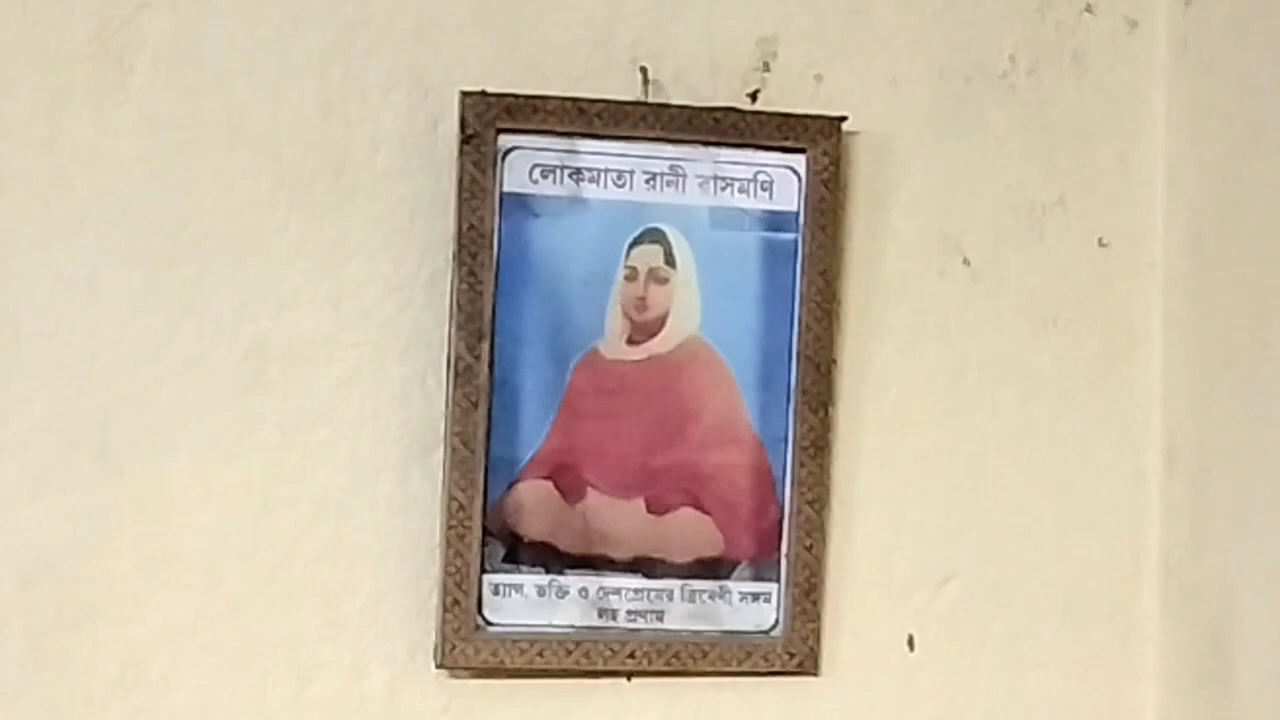 লোকমাতা রানী রাসমণি
ত্যাগ, ভক্তি ও দেশপ্রেমের ত্রিবেণী সঙ্গম
লহ প্রণাম